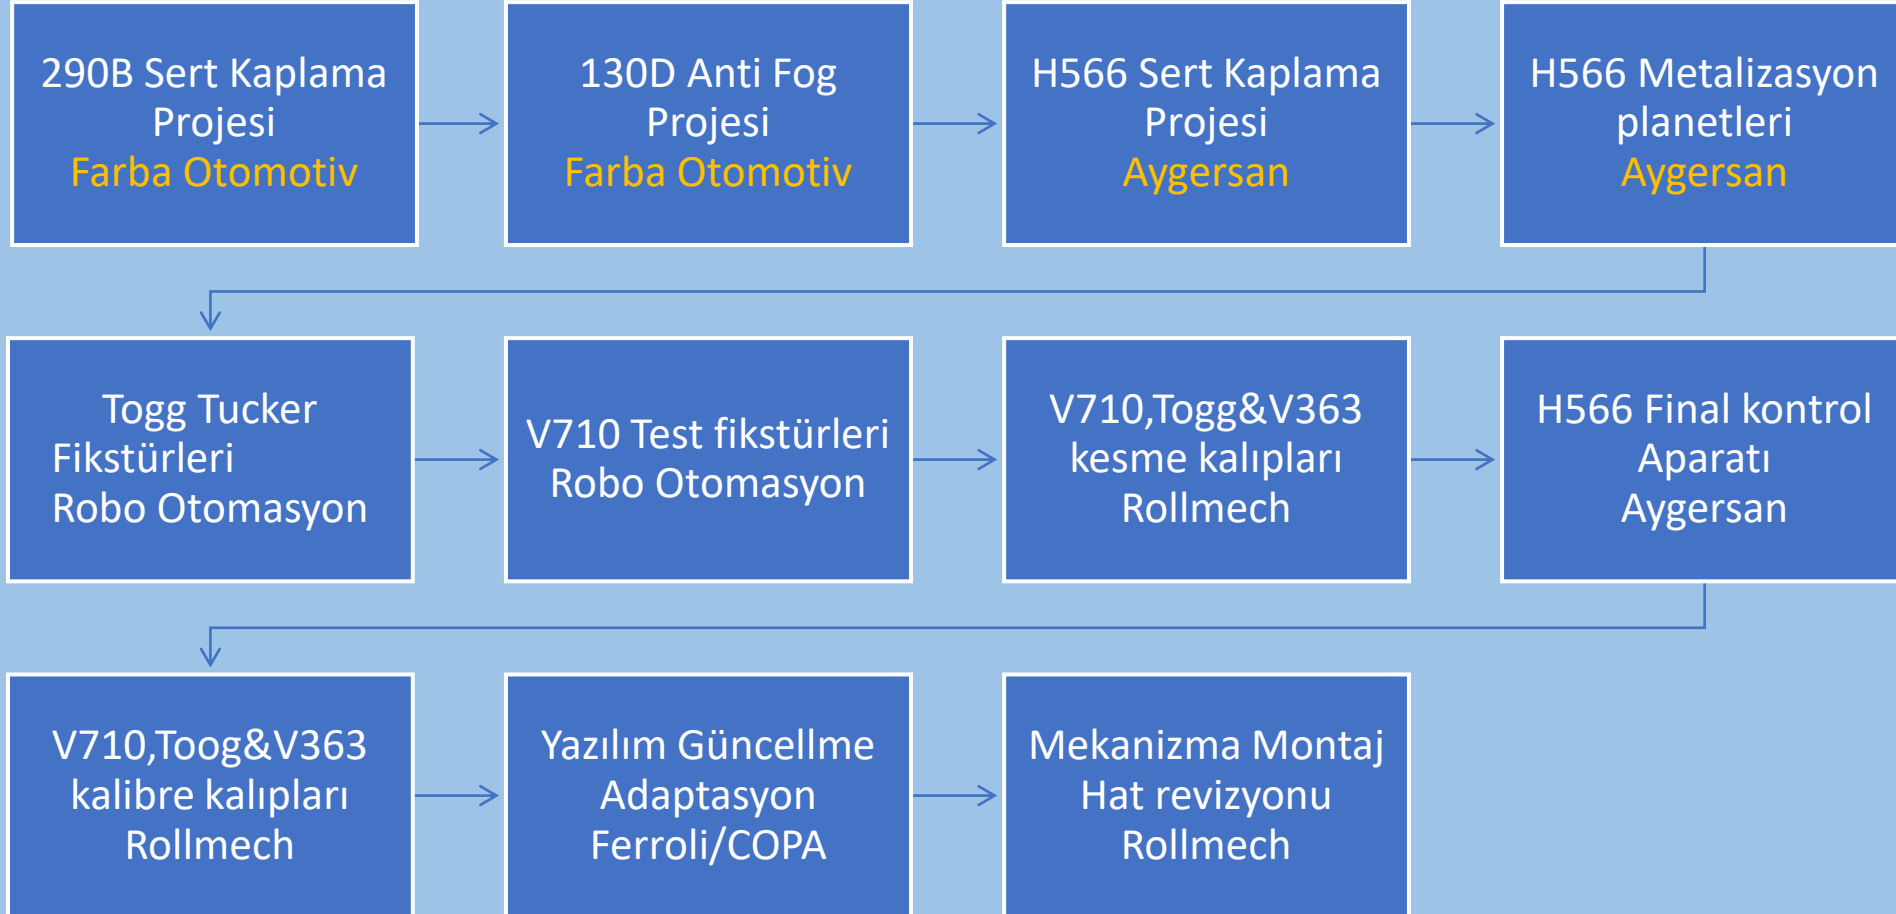 290B Sert Kaplama
Projesi
Farba Otomotiv
130D Anti Fog
Projesi
Farba Otomotiv
H566 Sert Kaplama
Projesi
Aygersan
H566 Metalizasyon
planetleri
Aygersan
Togg Tucker
Fikstürleri
Robo Otomasyon
V710 Test fikstürleri
Robo Otomasyon
V710,Togg&V363
kesme kalıpları
Rollmech
H566 Final kontrol
Aparatı
Aygersan
V710,Toog&V363
kalibre kalıpları
Rollmech
Yazılım Güncellme
Adaptasyon
Ferroli/COPA
Mekanizma Montaj
Hat revizyonu
Rollmech